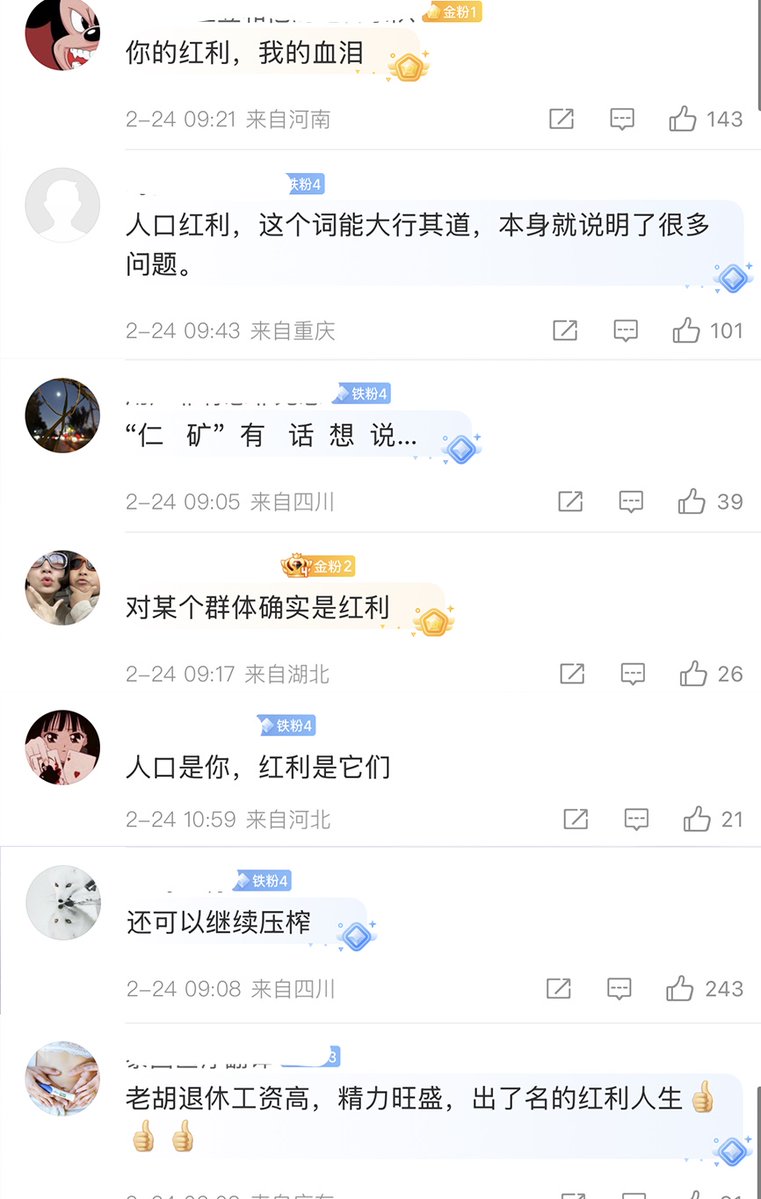 金粉1
你的红利，我的血泪
2-24 09:21 来自河南
143
铁粉4
人口红利，这个词能大行其道，本身就说明了很多
问题。
2-24 09:43 来自重庆
101
铁粉4
“仁 矿” 有 话 想 说...
2-24 09:05 来自四川
39
金粉2
对某个群体确实是红利
2-24 09:17 来自湖北
26
铁粉4
人口是你，红利是它们
2-24 10:59 来自河北
21
铁粉4
还可以继续压榨
2-24 09:08 来自四川
243
3
老胡退休工资高，精力旺盛，出了名的红利人生👍
👍👍